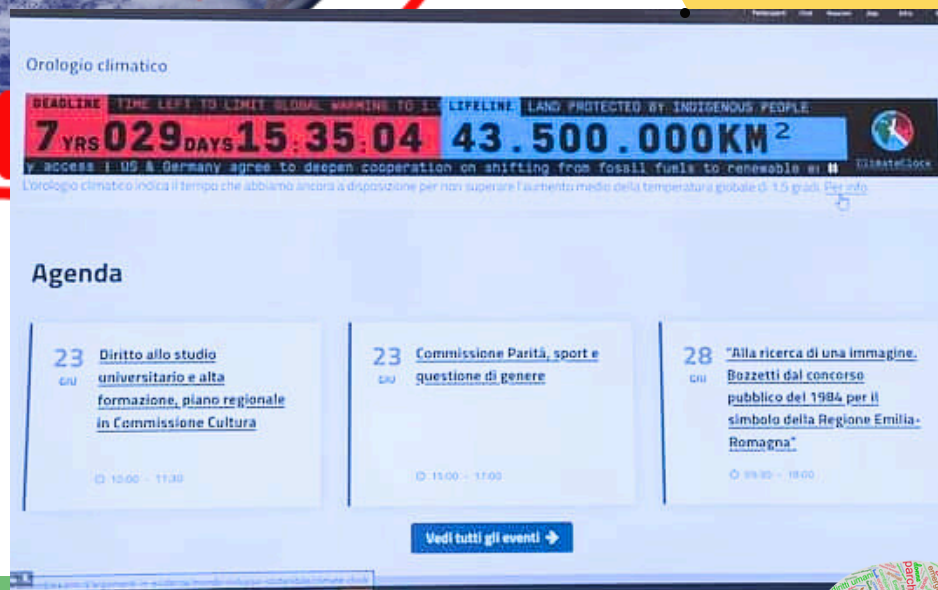 Orologio climatico
DEADLINE TIME LEFT TO LIMIT GLOBAL WARMING TO 1. LIFELINE LAND PROTECTED BY INDIGENOUS PEOPLE
7YRS029DAYS15:35:04 43.500.000KM²
ClimateClock
y access | US & Germany agree to deepen cooperation on shifting from fossil fuels to renewable e
L'orologio climatico indica il tempo che abbiamo ancora a disposizione per non superare l'aumento medio della temperatura globale di 1,5 gradi. Per info
Agenda
23
GIU
Diritto allo studio
universitario e alta
formazione, piano regionale
in Commissione Cultura
10:00 - 11:30
23
GIU
Commissione Parità, sport e
questione di genere
15:00 - 17:00
28
GIU
"Alla ricerca di una immagine.
Bozzetti dal concorso
pubblico del 1984 per il
simbolo della Regione Emilia-
Romagna"
09:30 - 18:00
Vedi tutti gli eventi